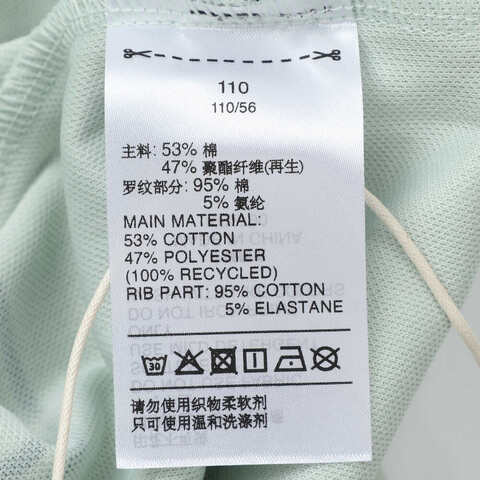 110
110/56
主料: 53% 棉
47% 聚酯纤维(再生)
罗纹部分: 95% 棉
5% 氨纶
MAIN MATERIAL:
53% COTTON
47% POLYESTER
(100% RECYCLED)
RIB PART: 95% COTTON
5% ELASTANE
30
请勿使用织物柔软剂
只可使用温和洗涤剂